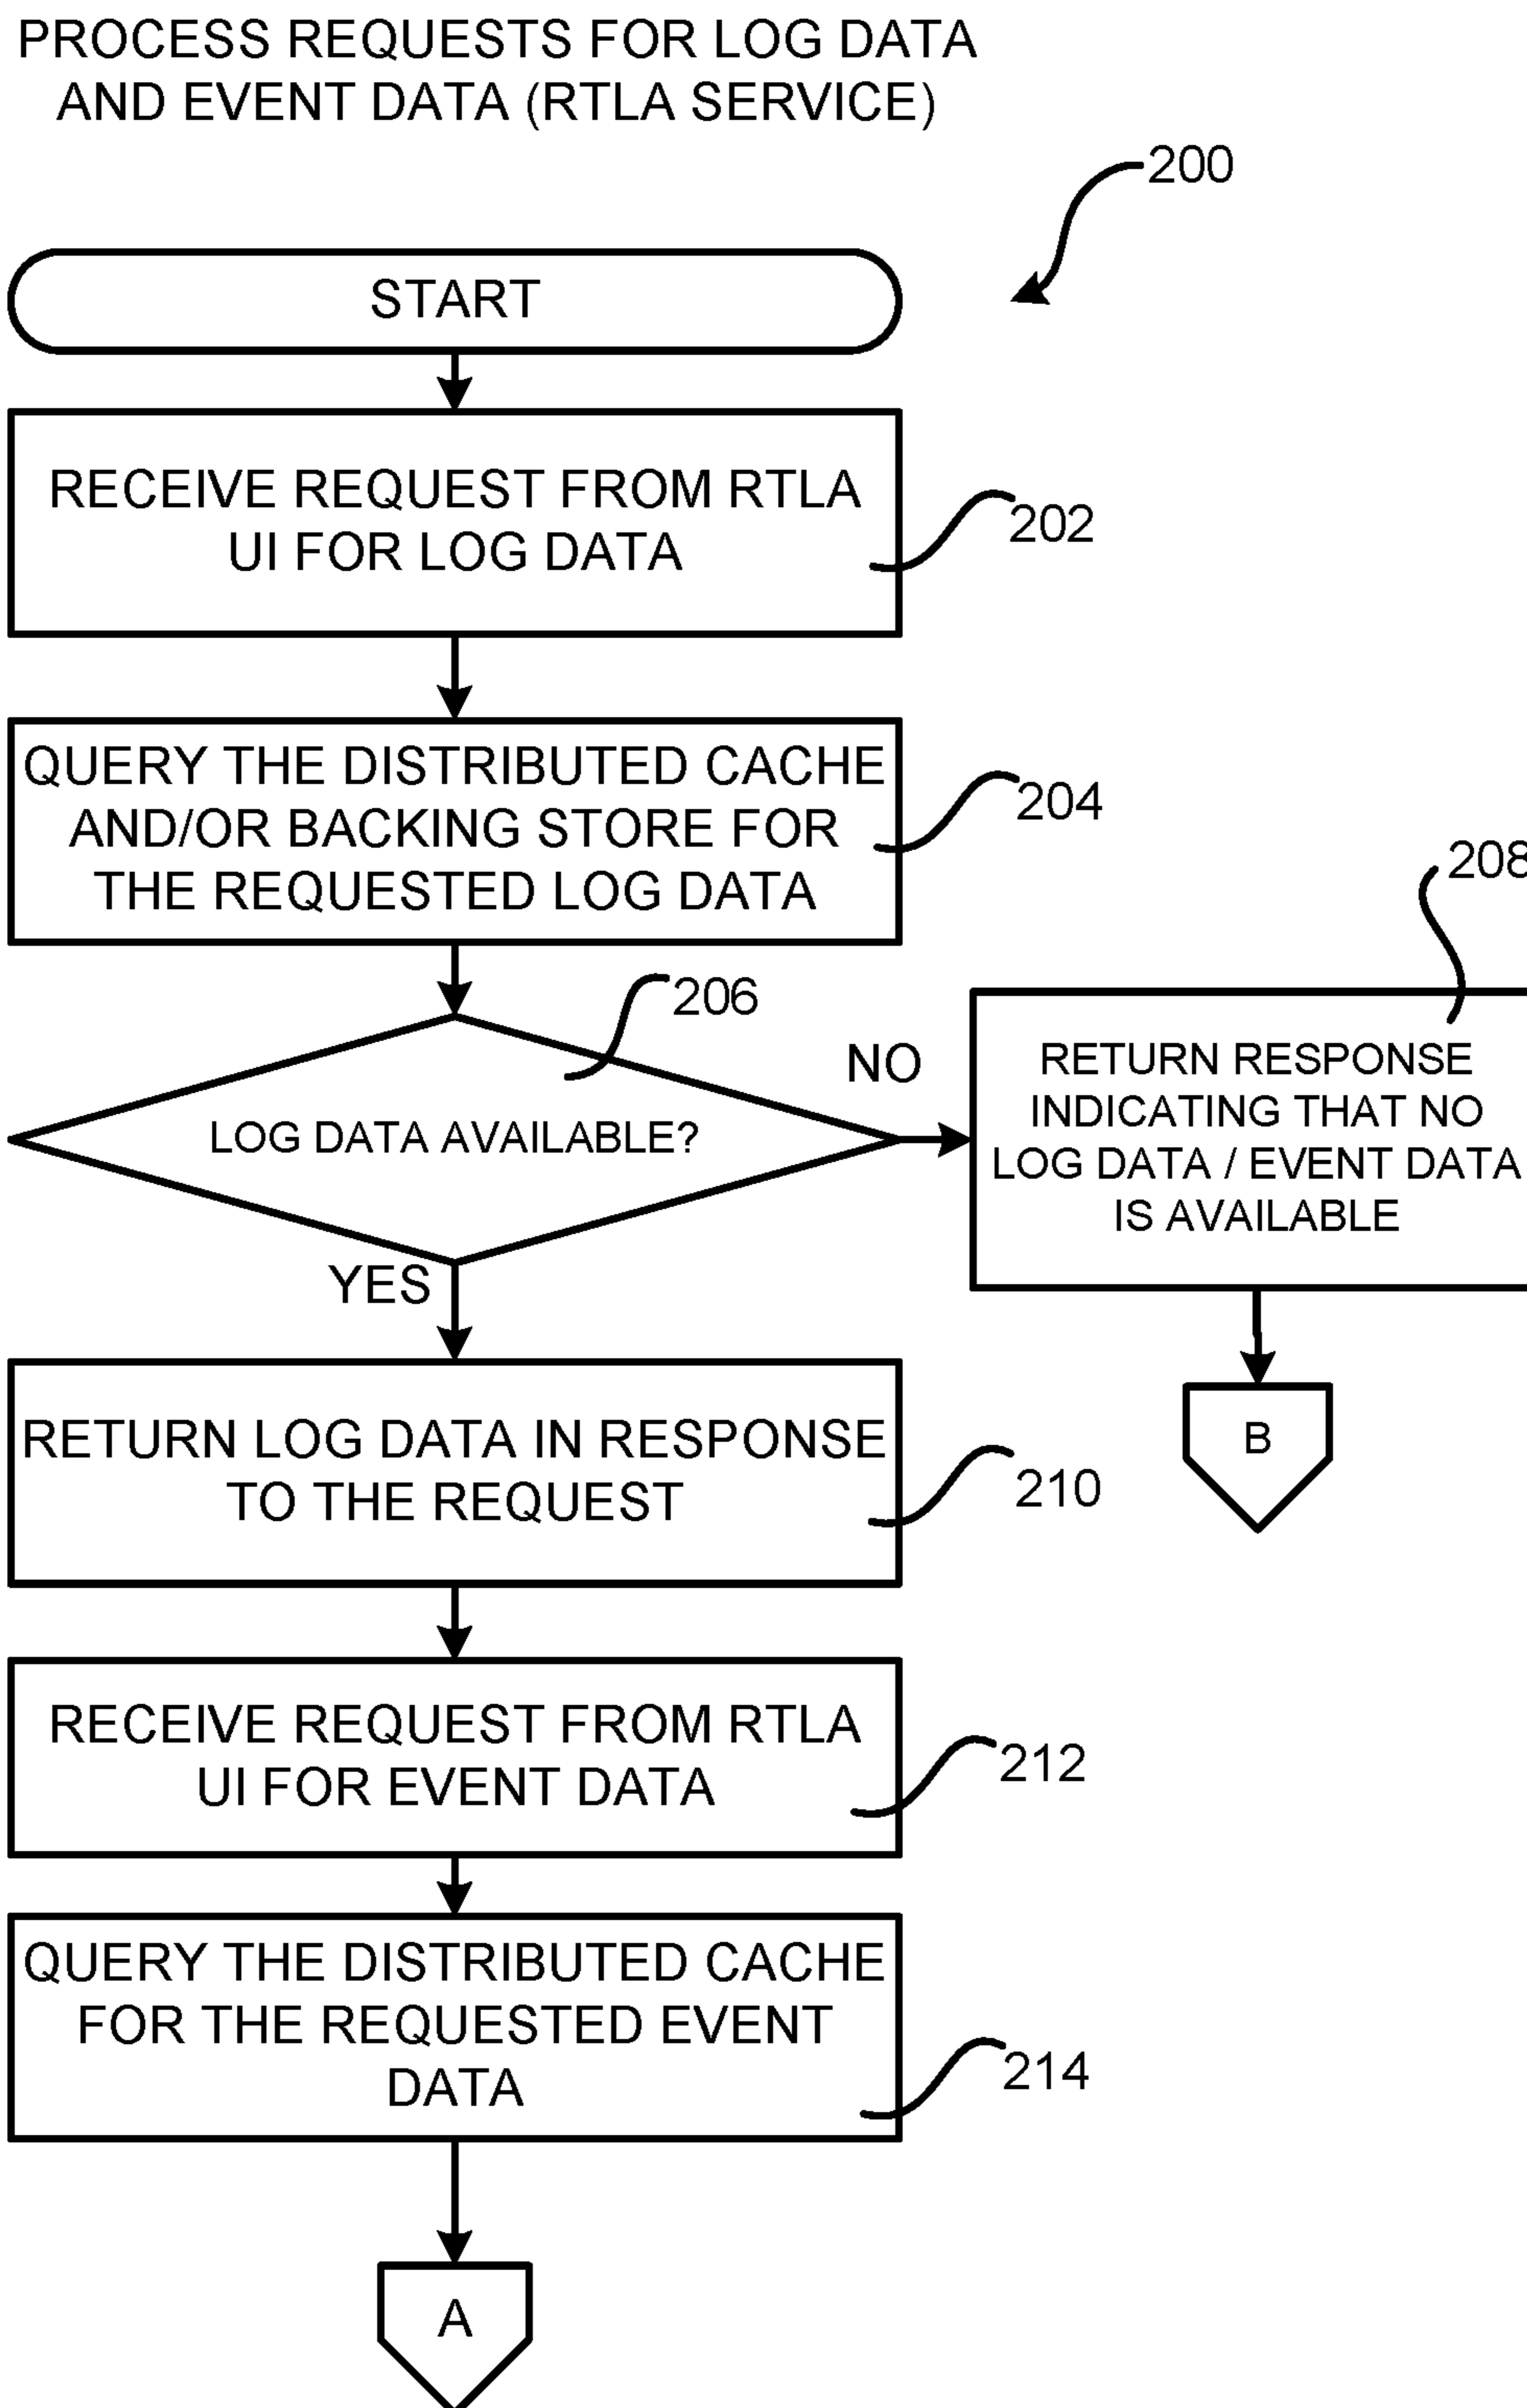 PROCESS REQUESTS FOR LOG DATA
AND EVENT DATA (RTLA SERVICE)
200
START
RECEIVE REQUEST FROM RTLA
UI FOR LOG DATA
202
QUERY THE DISTRIBUTED CACHE
AND/OR BACKING STORE FOR
THE REQUESTED LOG DATA
204
206
LOG DATA AVAILABLE?
NO
208
RETURN RESPONSE
INDICATING THAT NO
LOG DATA / EVENT DATA
IS AVAILABLE
B
YES
RETURN LOG DATA IN RESPONSE
TO THE REQUEST
210
RECEIVE REQUEST FROM RTLA
UI FOR EVENT DATA
212
QUERY THE DISTRIBUTED CACHE
FOR THE REQUESTED EVENT
DATA
214
A